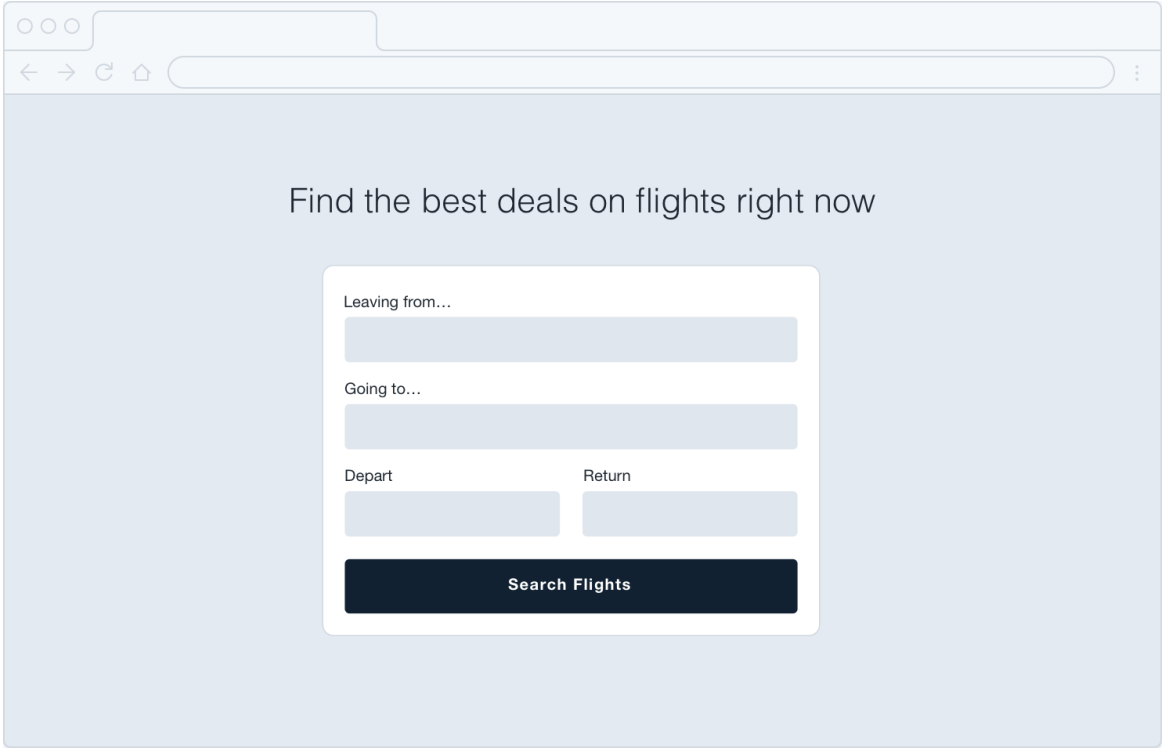 Find the best deals on flights right now
Leaving from…
Going to…
Depart
Return
Search Flights